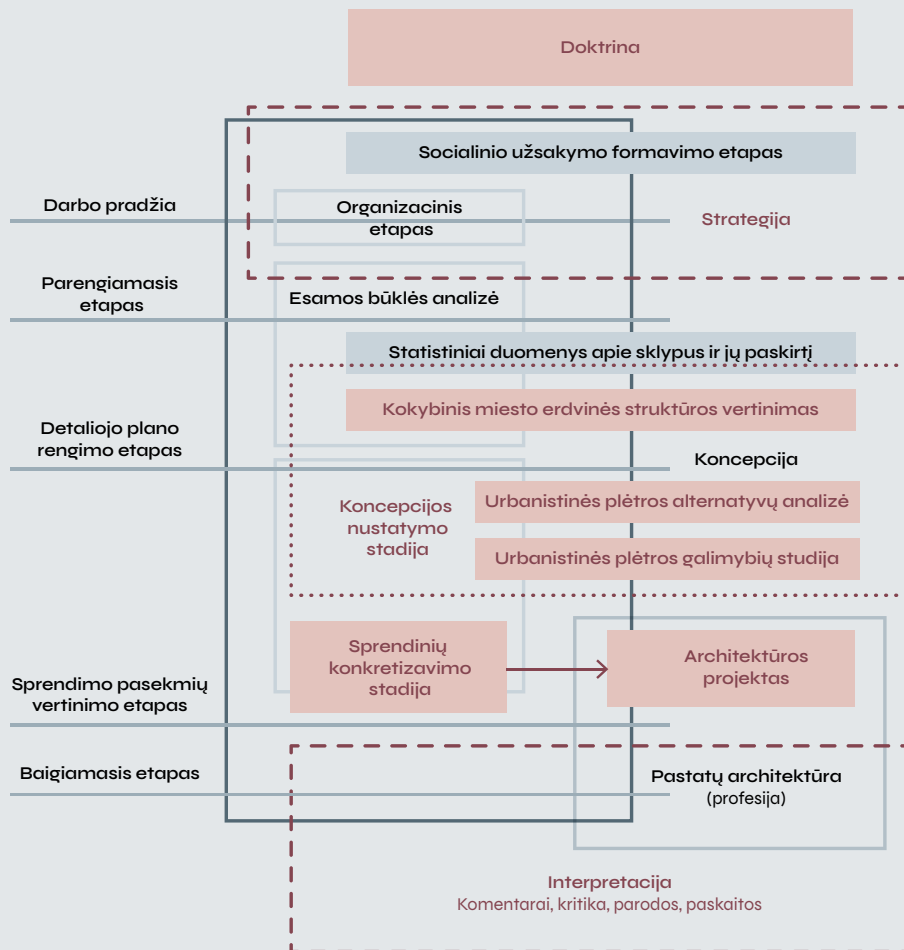 Doktrina
Socialinio užsakymo formavimo etapas
Darbo pradžia
Organizacinis
etapas
Strategija
Parengiamasis
etapas
Esamos būklės analizė
Statistiniai duomenys apie sklypus ir jų paskirtį
Kokybinis miesto erdvinės struktūros vertinimas
Detaliojo plano
rengimo etapas
Koncepcija
Koncepcijos
nustatymo
stadija
Urbanistinės plėtros alternatyvų analizė
Urbanistinės plėtros galimybių studija
Sprendinių
konkretizavimo
stadija
Architektūros
projektas
Sprendimo pasekmių
vertinimo etapas
Baigiamasis etapas
Pastatų architektūra
(profesija)
Interpretacija
Komentarai, kritika, parodos, paskaitos